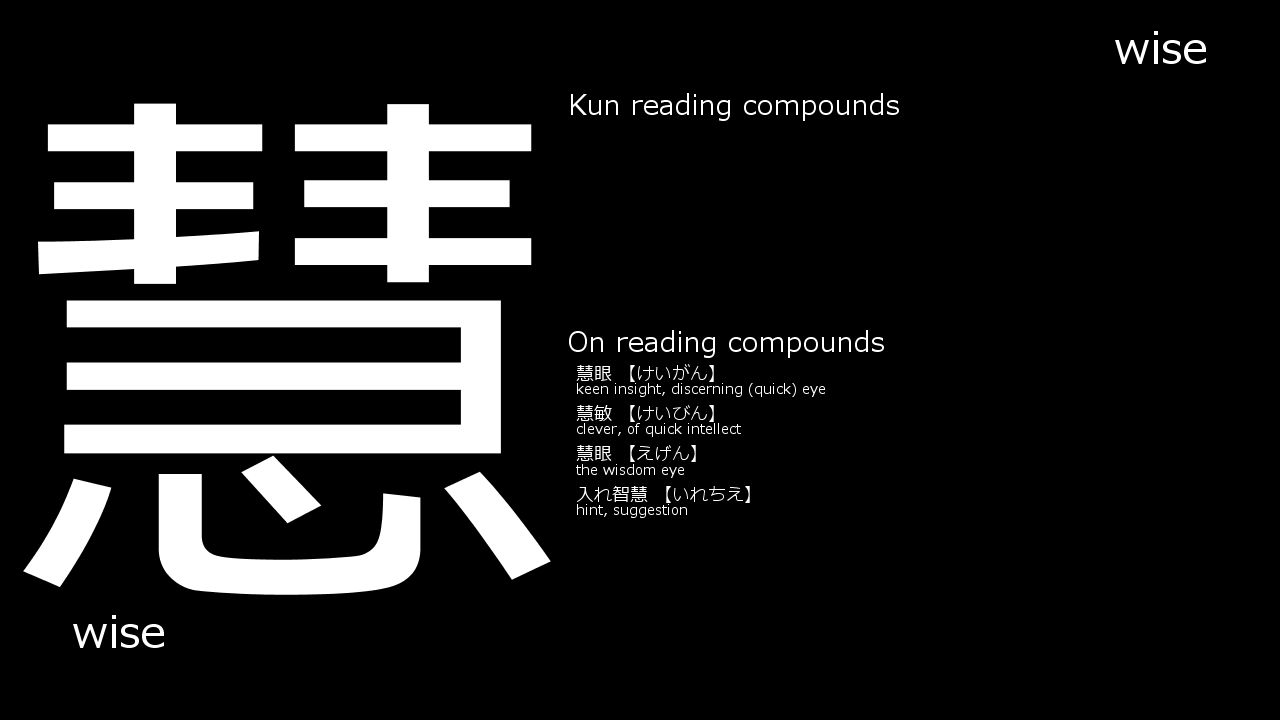 wise
慧
Kun reading compounds
On reading compounds
慧眼 【けいがん】
keen insight, discerning (quick) eye
慧敏 【けいびん】
clever, of quick intellect
慧眼 【えげん】
the wisdom eye
入れ智慧 【いれちえ】
hint, suggestion
wise